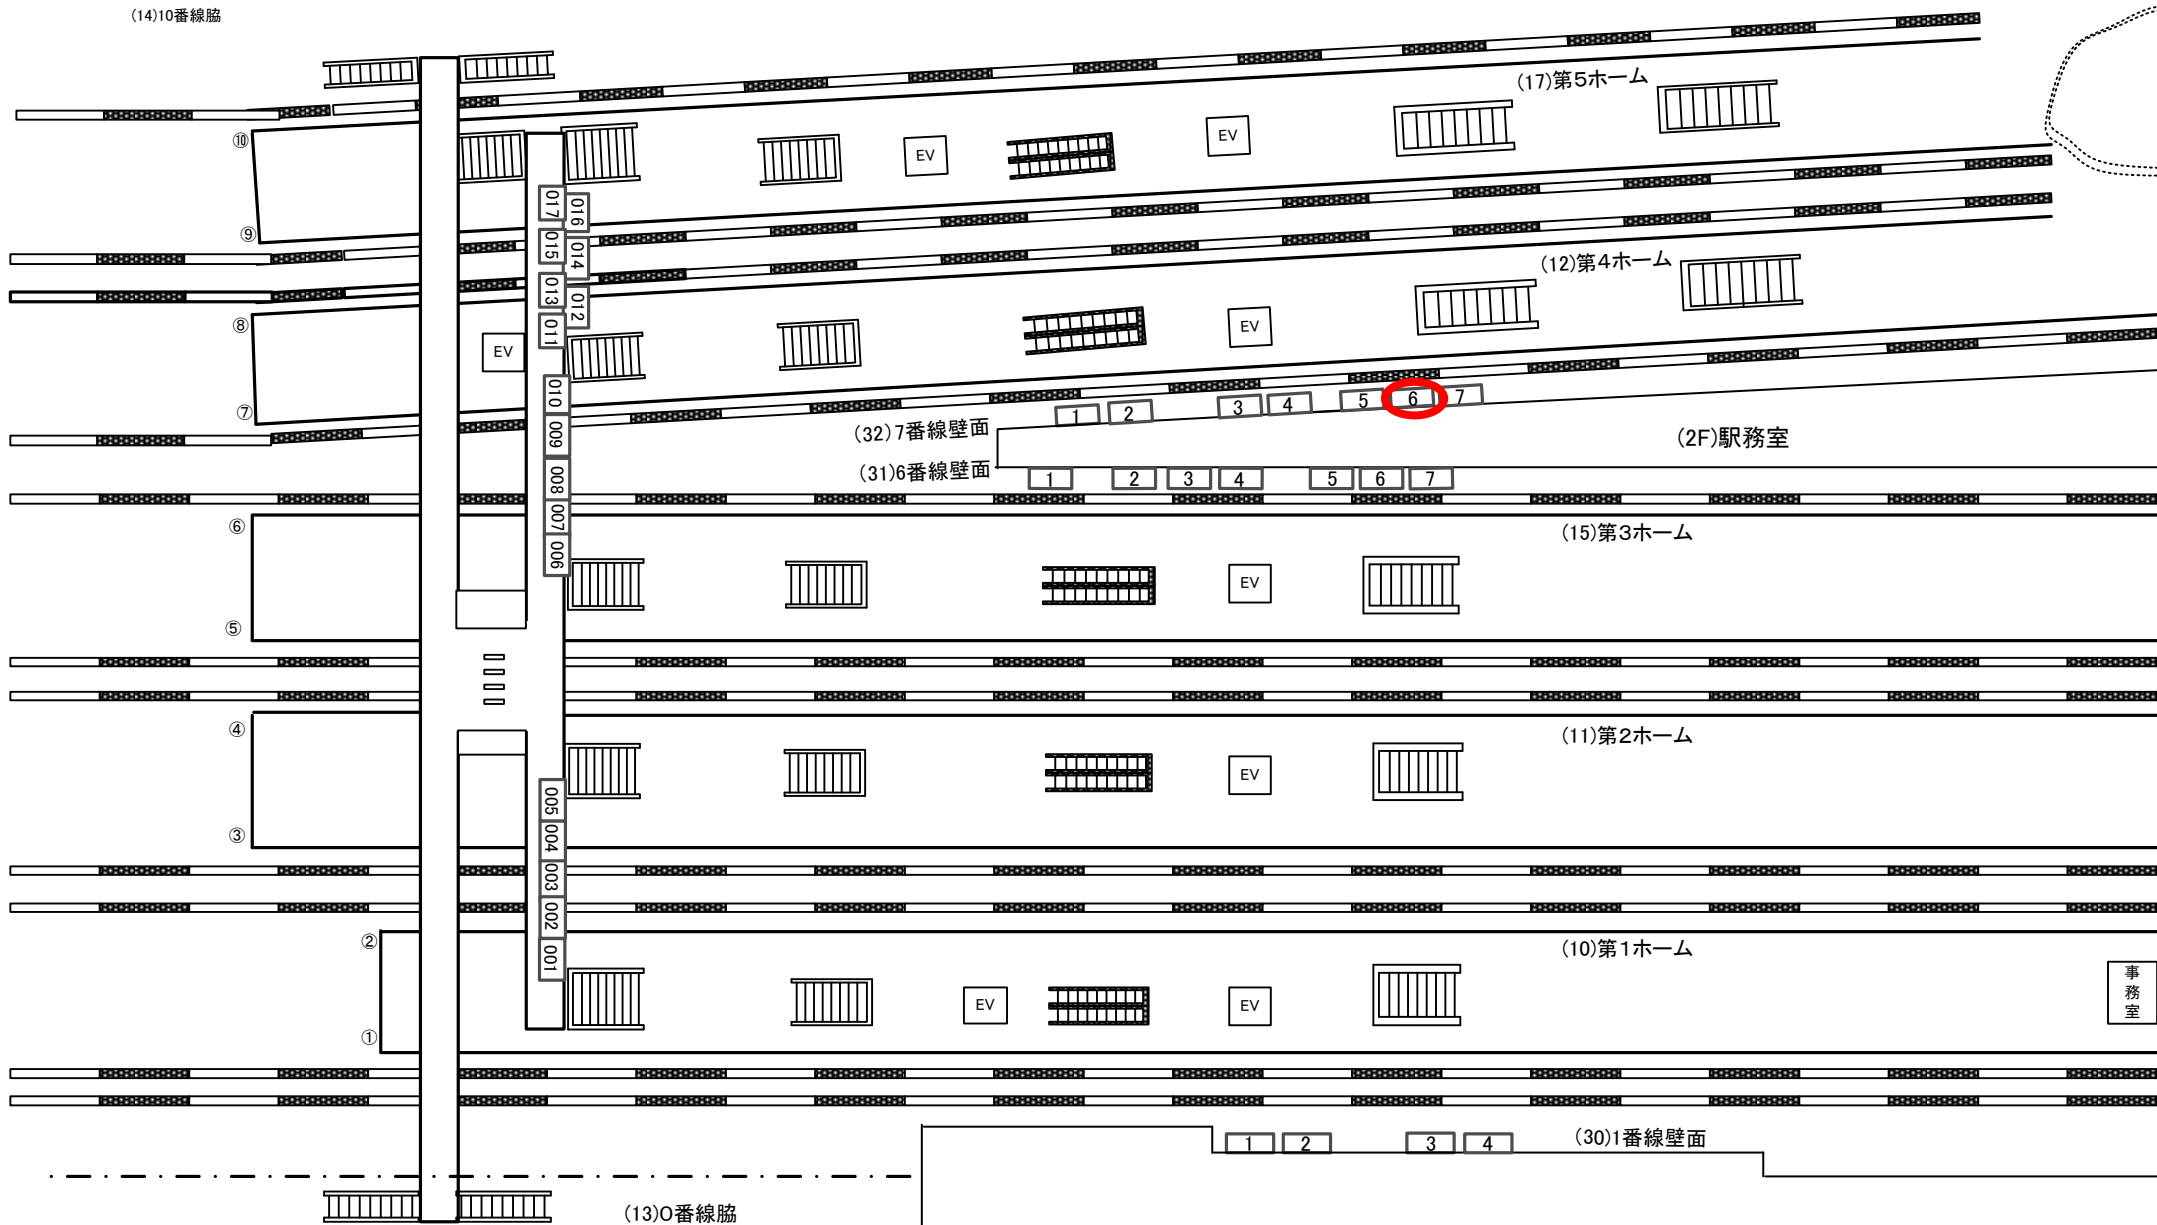 (14)10番線脇
(17)第5ホーム
⑩
EV
EV
017
016
⑨
015
014
(12)第4ホーム
013
012
⑧
011
EV
EV
010
⑦
1
2
3
4
5
6
7
(32)7番線壁面
009
(2F)駅務室
(31)6番線壁面
008
1
2
3
4
5
6
7
⑥
007
(15)第3ホーム
006
EV
⑤
④
(11)第2ホーム
EV
005
③
004
003
002
②
(10)第1ホーム
001
EV
EV
事務室
①
1
2
3
4
(30)1番線壁面
(13)0番線脇